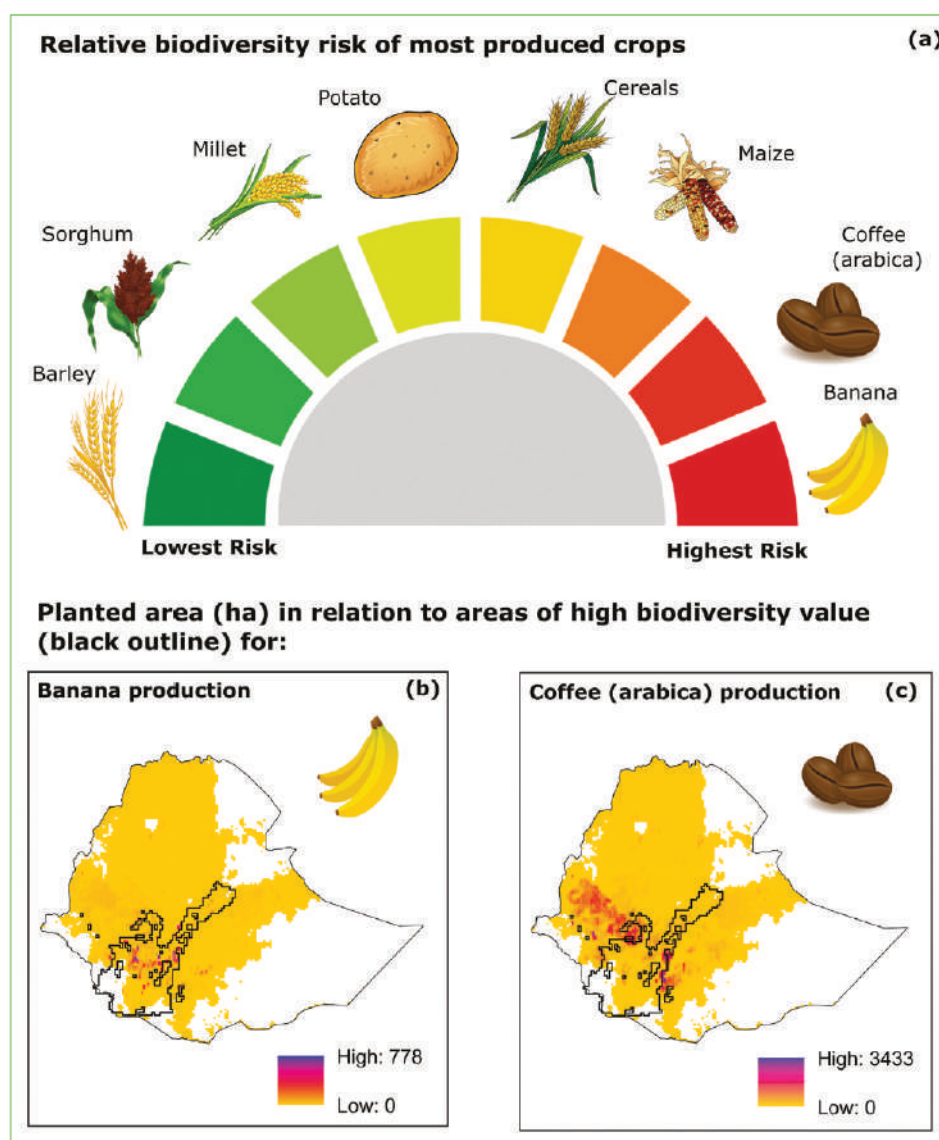 Relative biodiversity risk of most produced crops
(a)
Cereals
Potato
Maize
Millet
Sorghum
Coffee
(arabica)
Barley
Banana
Lowest Risk
Highest Risk
Planted area (ha) in relation to areas of high biodiversity value
(black outline) for:
Banana production
(b)
High: 778
Low: 0
Coffee (arabica) production
(c)
High: 3433
Low: 0